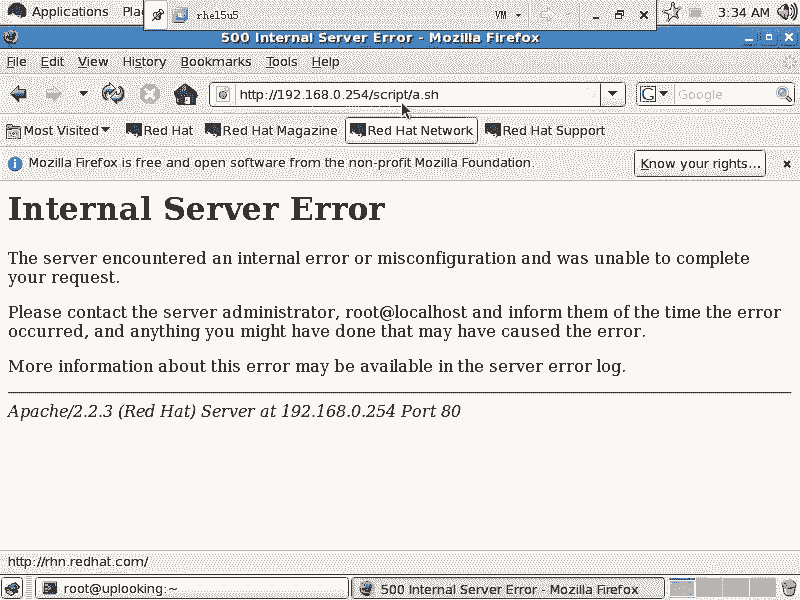 Applications Pla
rhel5u5
VM
3:34 AM
500 Internal Server Error - Mozilla Firefox
File Edit View History Bookmarks Tools Help
http://192.168.0.254/script/a.sh
G Google
Most Visited Red Hat Red Hat Magazine Red Hat Network Red Hat Support
Mozilla Firefox is free and open software from the non-profit Mozilla Foundation. Know your rights...
Internal Server Error
The server encountered an internal error or misconfiguration and was unable to complete
your request.
Please contact the server administrator, root@localhost and inform them of the time the error
occurred, and anything you might have done that may have caused the error.
More information about this error may be available in the server error log.
Apache/2.2.3 (Red Hat) Server at 192.168.0.254 Port 80
http://rhn.redhat.com/
root@uplooking:~ 500 Internal Server Error - Mozilla Firefox